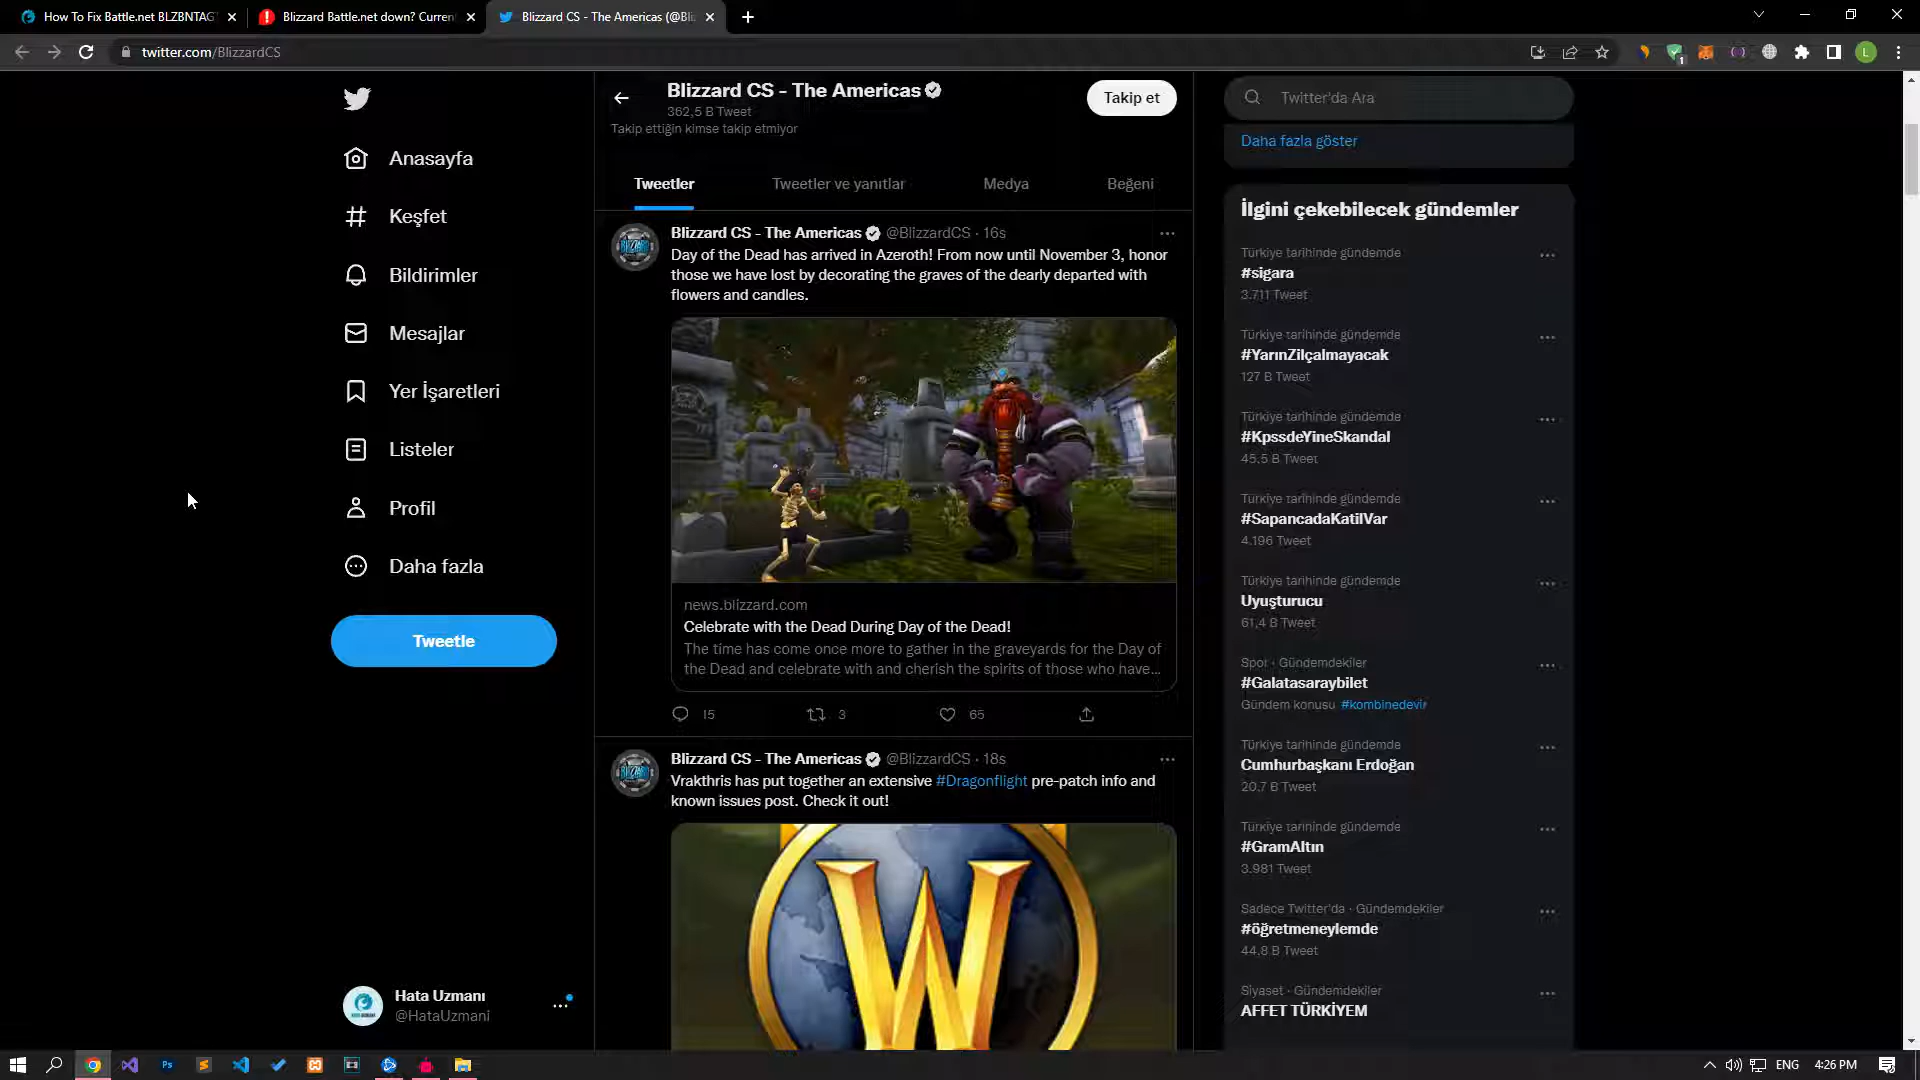 How To Fix Battle.net BLZBNTAG
Blizzard Battle.net down? Curren
Blizzard CS - The Americas (@Bli
twitter.com/BlizzardCS
Anasayfa
Keşfet
Bildirimler
Mesajlar
Yer İşaretleri
Listeler
Profil
Daha fazla
Tweetle
Hata Uzmanı
@HataUzmani
Blizzard CS - The Americas
362,5 B Tweet
Takip ettiğin kimse takip etmiyor
Takip et
Tweetler
Tweetler ve yanıtlar
Medya
Beğeni
Blizzard CS - The Americas @BlizzardCS · 16s
Day of the Dead has arrived in Azeroth! From now until November 3, honor
those we have lost by decorating the graves of the dearly departed with
flowers and candles.
news.blizzard.com
Celebrate with the Dead During Day of the Dead!
The time has come once more to gather in the graveyards for the Day of
the Dead and celebrate with and cherish the spirits of those who have...
15
3
65
Blizzard CS - The Americas @BlizzardCS · 18s
Vrakthris has put together an extensive #Dragonflight pre-patch info and
known issues post. Check it out!
W
Twitter'da Ara
Daha fazla göster
İlgini çekebilecek gündemler
Türkiye tarihinde gündemde
#sigara
3.711 Tweet
Türkiye tarihinde gündemde
#YarınZilçalmayacak
127 B Tweet
Türkiye tarihinde gündemde
#KpssdeYineSkandal
45,5 B Tweet
Türkiye tarihinde gündemde
#SapancadaKatilVar
4.196 Tweet
Türkiye tarihinde gündemde
Uyuşturucu
61,4 B Tweet
Spor · Gündemdekiler
#Galatasaraybilet
Gündem konusu #kombinedevir
Türkiye tarihinde gündemde
Cumhurbaşkanı Erdoğan
20,7 B Tweet
Türkiye tarihinde gündemde
#GramAltın
3.981 Tweet
Sadece Twitter'da · Gündemdekiler
#öğretmeneylemde
44,8 B Tweet
Siyaset · Gündemdekiler
AFFET TÜRKİYEM
ENG
4:26 PM